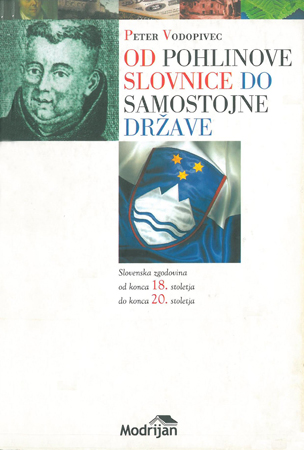 PETER VODOPIVEC
OD POHLINOVE
SLOVNICE DO
SAMOSTOJNE
DRŽAVE
Slovenska zgodovina
od konca 18. stoletja
do konca 20. stoletja
Modrijan